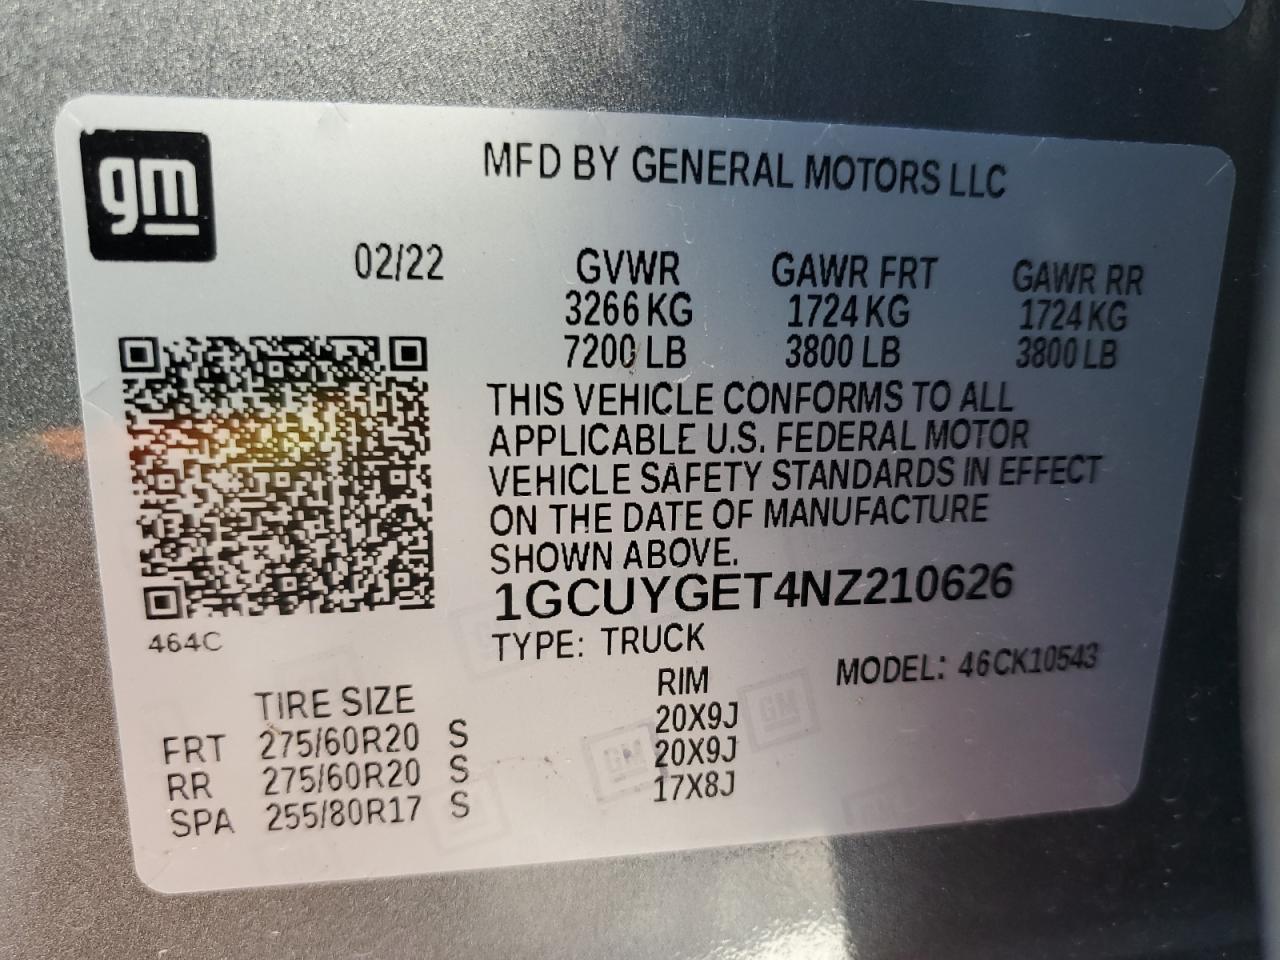 gm
MFD BY GENERAL MOTORS LLC
02/22 GVWR GAWR FRT GAWR RR
3266 KG 1724 KG 1724 KG
7200 LB 3800 LB 3800 LB
THIS VEHICLE CONFORMS TO ALL
APPLICABLE U.S. FEDERAL MOTOR
VEHICLE SAFETY STANDARDS IN EFFECT
ON THE DATE OF MANUFACTURE
SHOWN ABOVE.
1GCUYGET4NZ210626
464C
TYPE: TRUCK
MODEL: 46CK10543
TIRE SIZE RIM
FRT 275/60R20 S 20X9J
RR 275/60R20 S 20X9J
SPA 255/80R17 S 17X8J
GM
GM